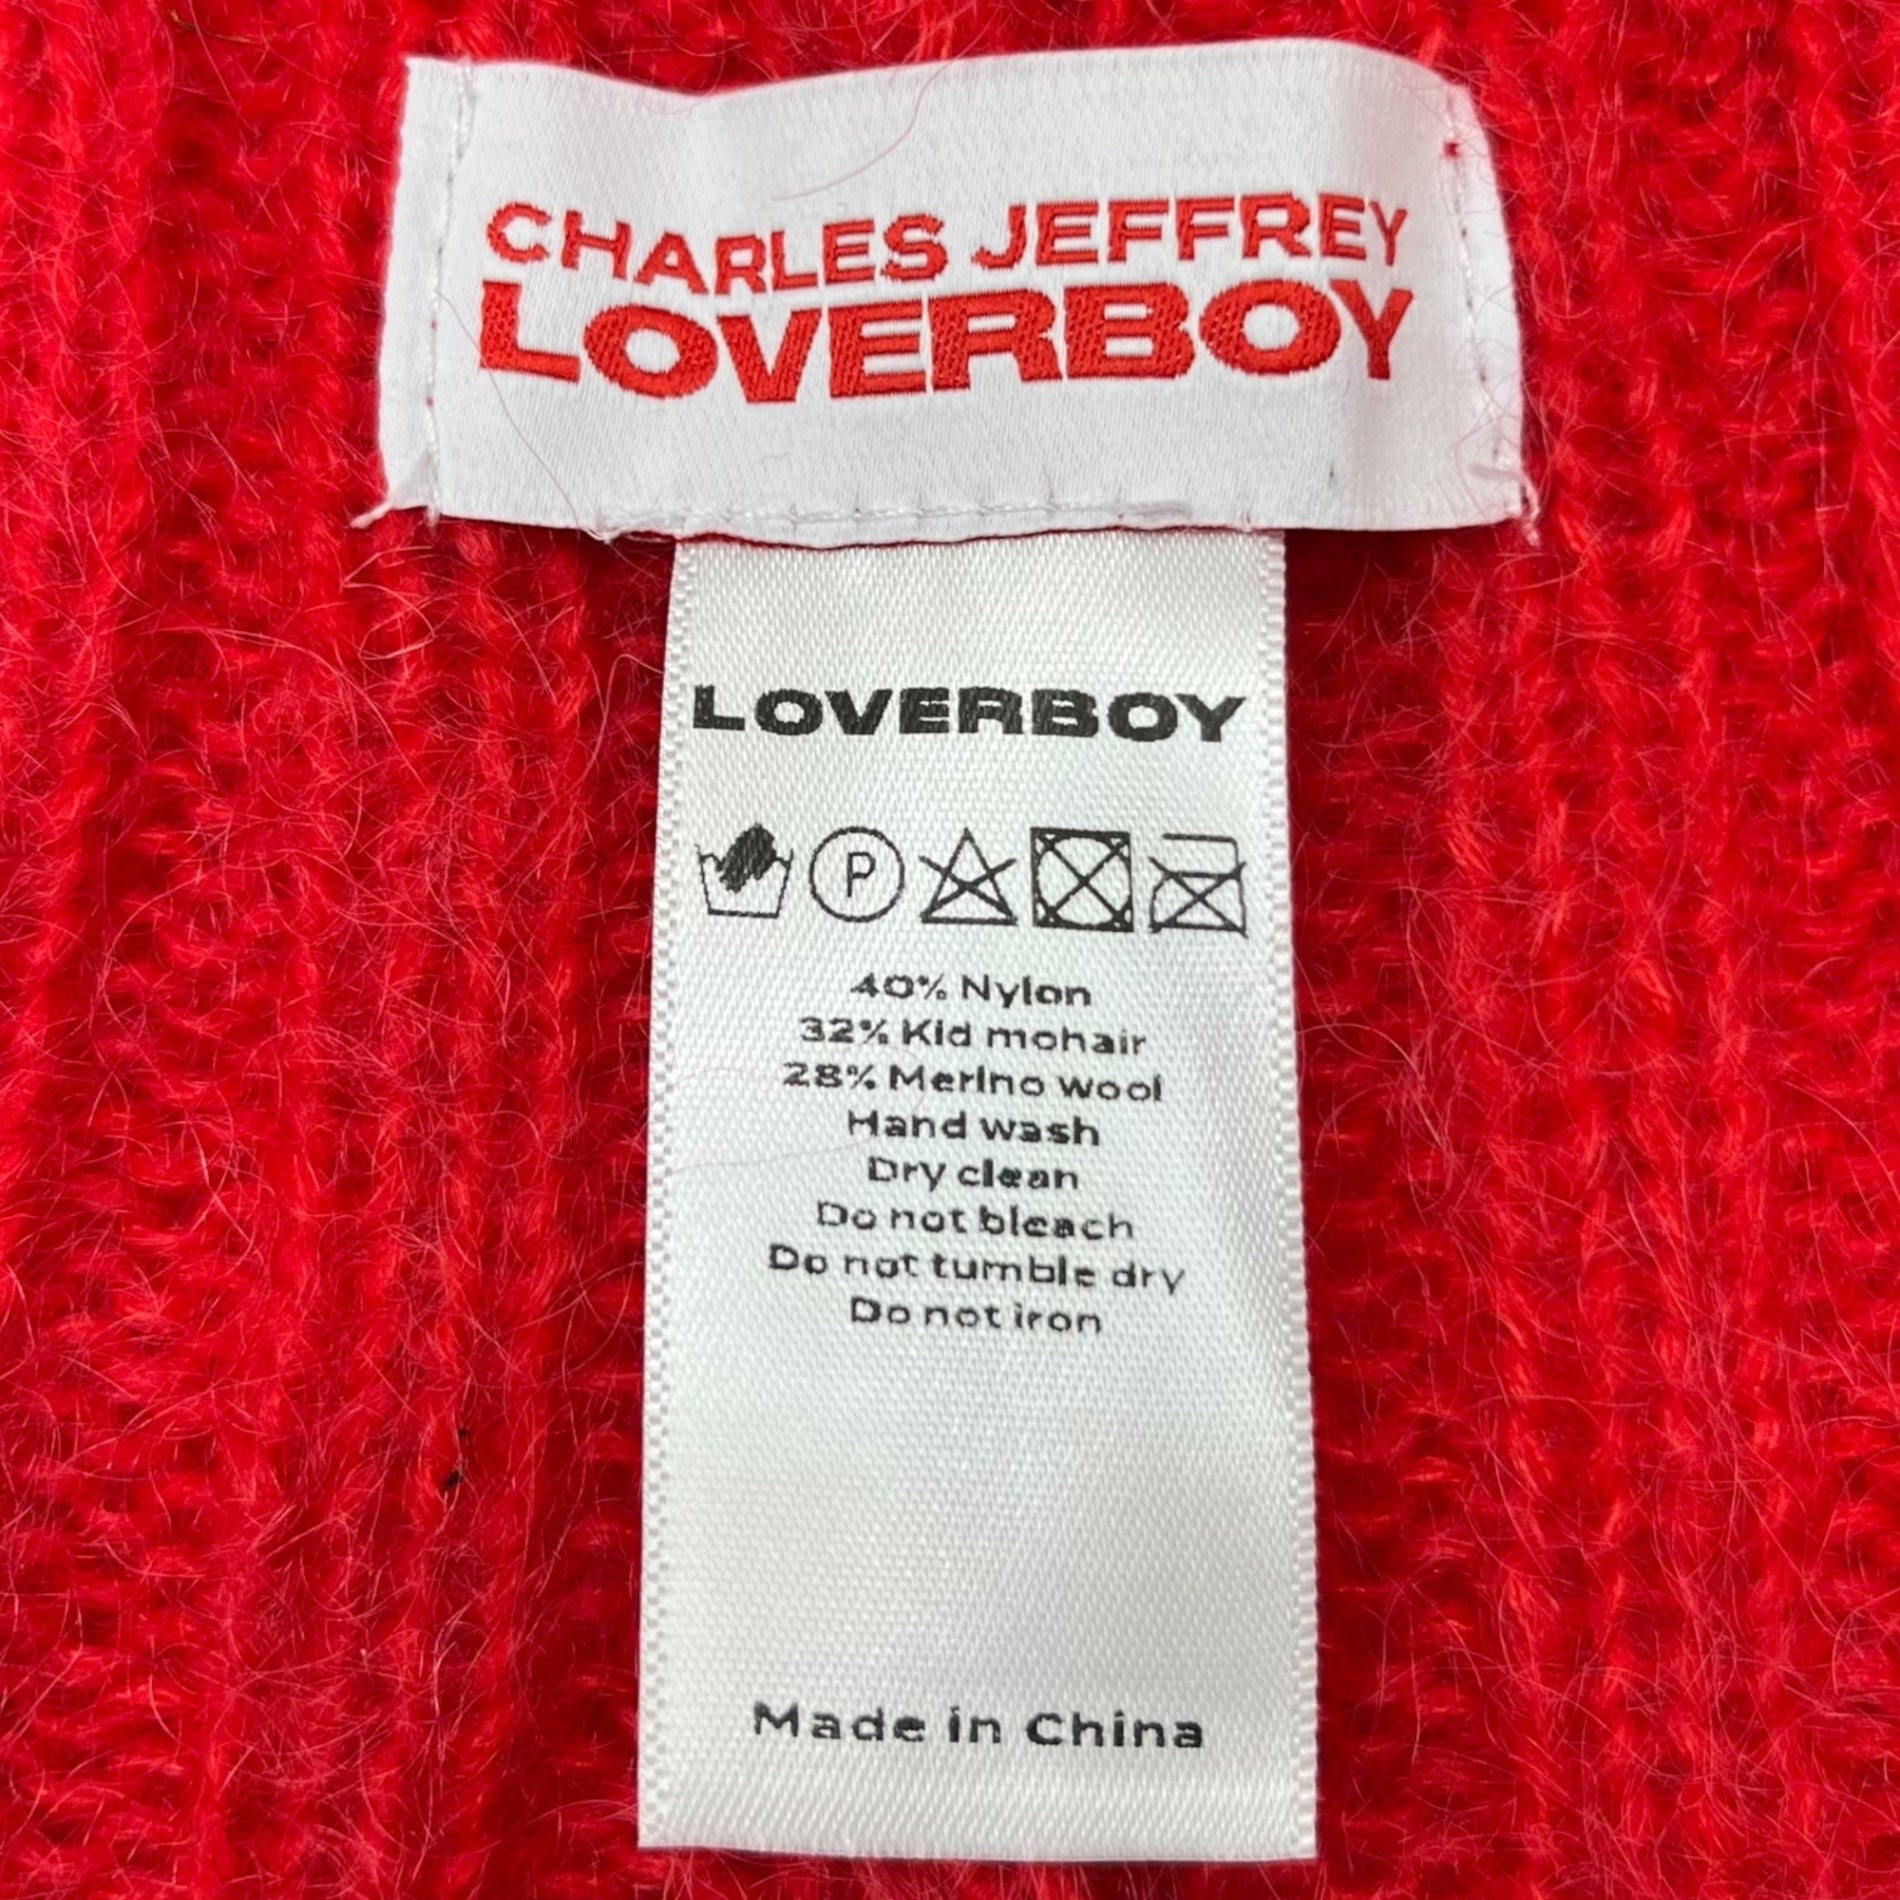 CHARLES JEFFREY
LOVERBOY
LOVERBOY
P
40% Nylon
32% Kid mohair
28% Merino wool
Hand wash
Dry clean
Do not bleach
Do not tumble dry
Do not iron
Made in China